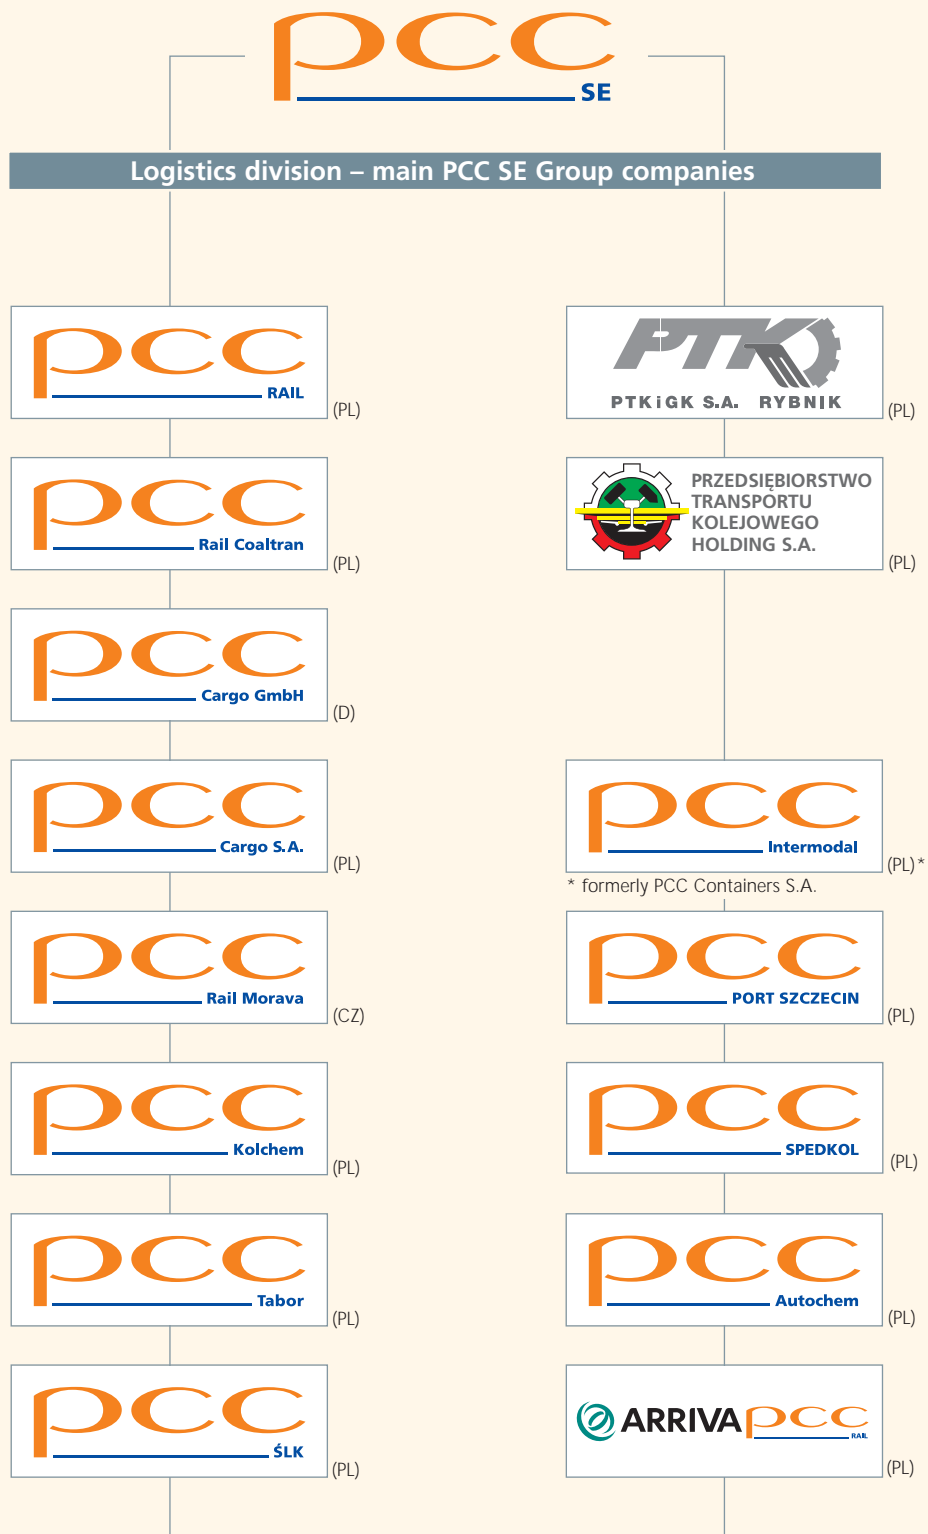 pcc
SE
Logistics division – main PCC SE Group companies
pcc
RAIL
(PL)
pcc
Rail Coaltran
(PL)
pcc
Cargo GmbH
(D)
pcc
Cargo S.A.
(PL)
pcc
Rail Morava
(CZ)
pcc
Kolchem
(PL)
pcc
Tabor
(PL)
pcc
ŚLK
(PL)
PTK
PTKiGK S.A. RYBNIK
(PL)
PRZEDSIĘBIORSTWO
TRANSPORTU
KOLEJOWEGO
HOLDING S.A.
(PL)
pcc
Intermodal
(PL)*
* formerly PCC Containers S.A.
pcc
PORT SZCZECIN
(PL)
pcc
SPEDKOL
(PL)
pcc
Autochem
(PL)
ARRIVA pcc
RAIL
(PL)